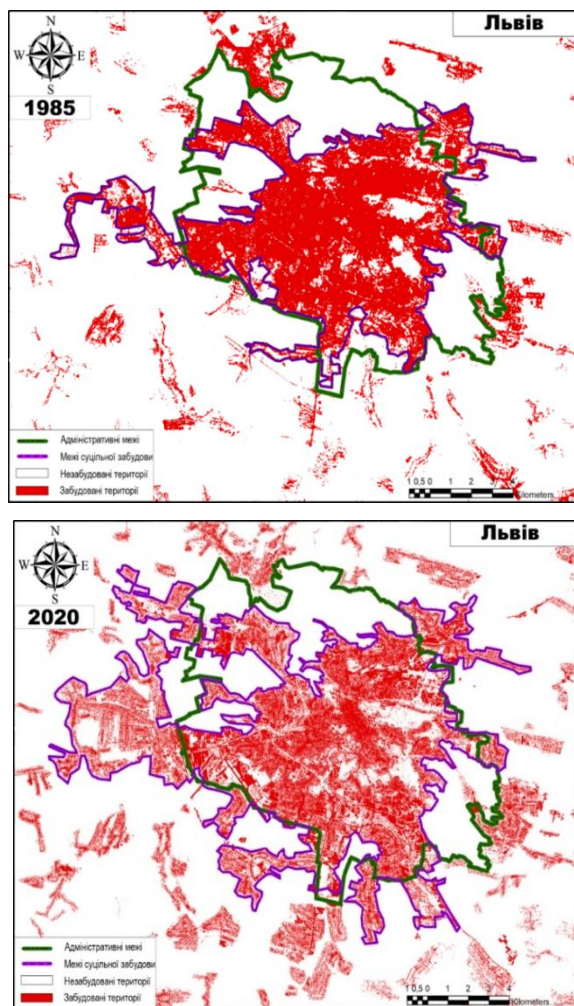 Львів
N
W E
S
1985
Адміністративні межі
Межі суцільної забудови
Незабудовані території
Забудовані території
1 0,5 0 1 2 3 4
Kilometers
Львів
N
W E
S
2020
Адміністративні межі
Межі суцільної забудови
Незабудовані території
Забудовані території
1 0,5 0 1 2 3 4
Kilometers